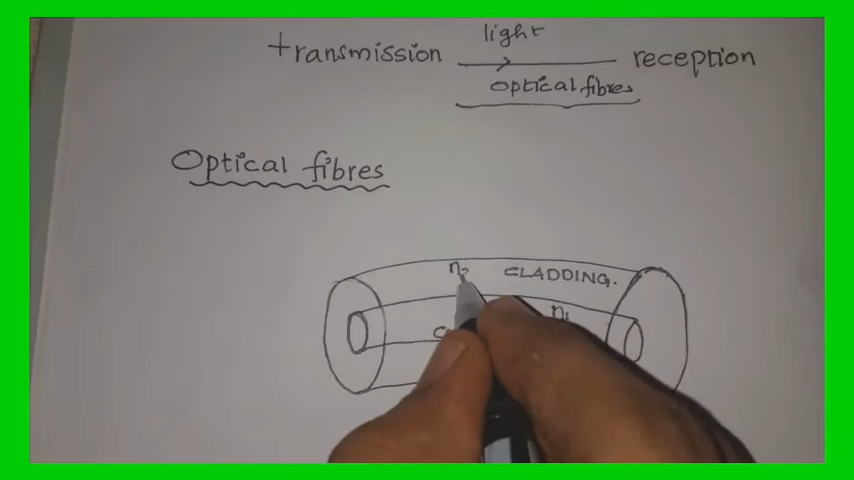 light
transmission reception
optical fibres
Optical fibres
n₂ CLADDING.
n₁